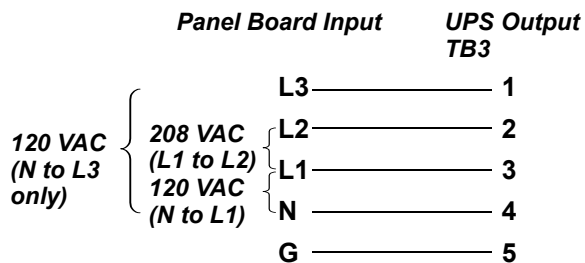 Panel Board Input UPS Output
TB3
L3 1
L2 2
L1 3
N 4
G 5
120 VAC
(N to L3
only)
208 VAC
(L1 to L2)
120 VAC
(N to L1)